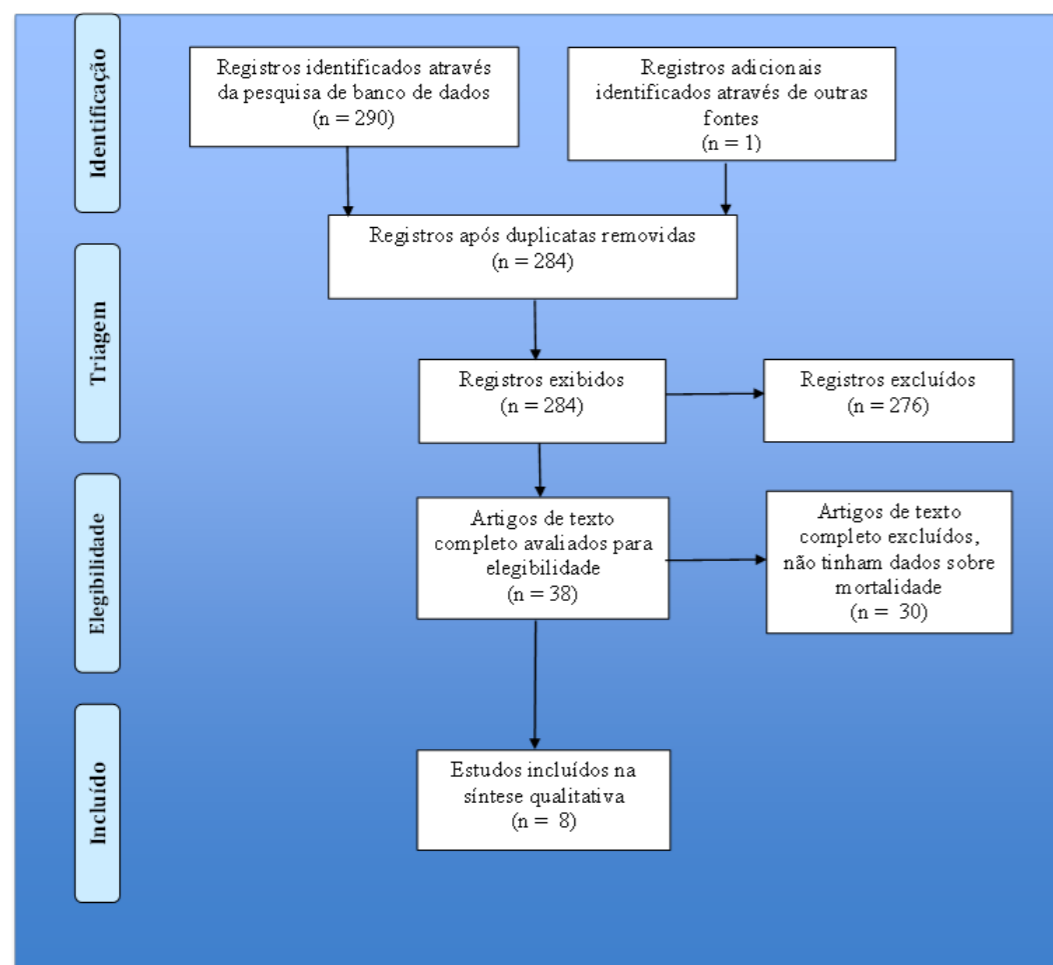 Identificação
Registros identificados através
da pesquisa de banco de dados
(n = 290)
Registros adicionais
identificados através de outras
fontes
(n = 1)
Registros após duplicatas removidas
(n = 284)
Triagem
Registros exibidos
(n = 284)
Registros excluídos
(n = 276)
Elegibilidade
Artigos de texto
completo avaliados para
elegibilidade
(n = 38)
Artigos de texto
completo excluídos,
não tinham dados sobre
mortalidade
(n = 30)
Incluído
Estudos incluídos na
síntese qualitativa
(n = 8)